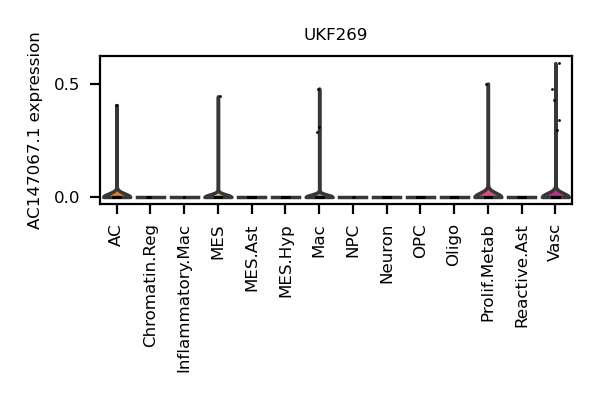 UKF269
AC147067.1 expression
0.5
0.0
AC
Chromatin.Reg
Inflammatory.Mac
MES
MES.Ast
MES.Hyp
Mac
NPC
Neuron
OPC
Oligo
Prolif.Metab
Reactive.Ast
Vasc